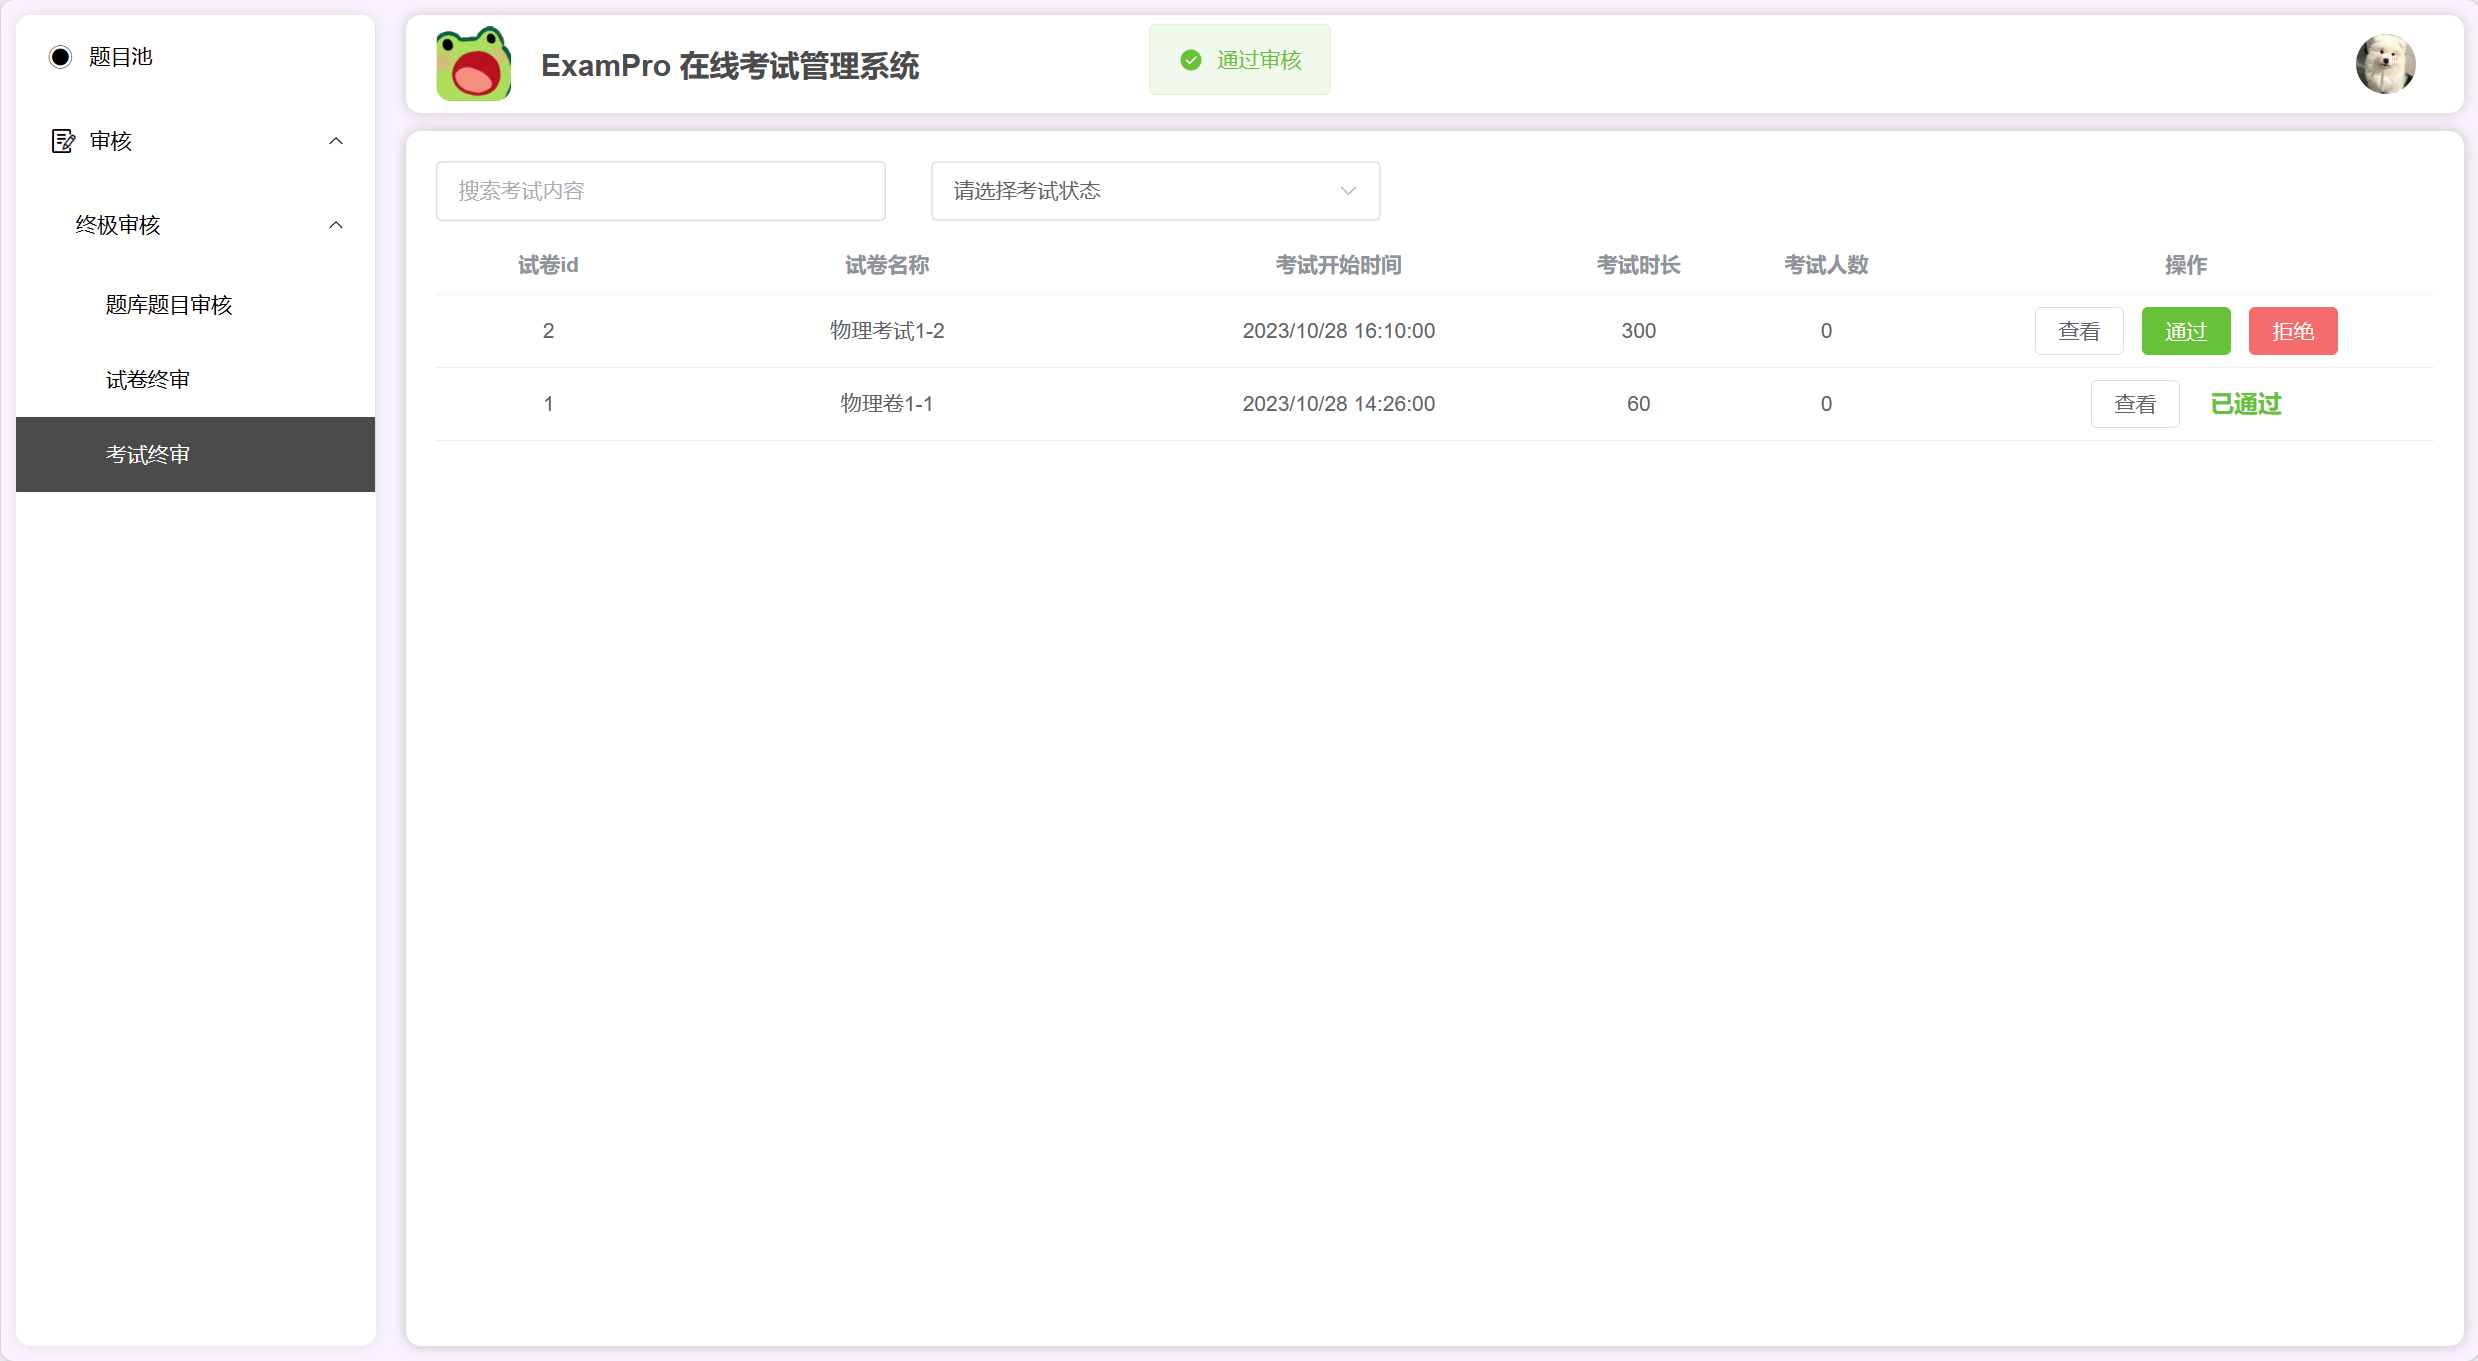 题目池
审核
终极审核
题库题目审核
试卷终审
考试终审
ExamPro 在线考试管理系统
通过审核
搜索考试内容
请选择考试状态
试卷id 试卷名称 考试开始时间 考试时长 考试人数 操作
2 物理考试1-2 2023/10/28 16:10:00 300 0 查看 通过 拒绝
1 物理卷1-1 2023/10/28 14:26:00 60 0 查看 已通过